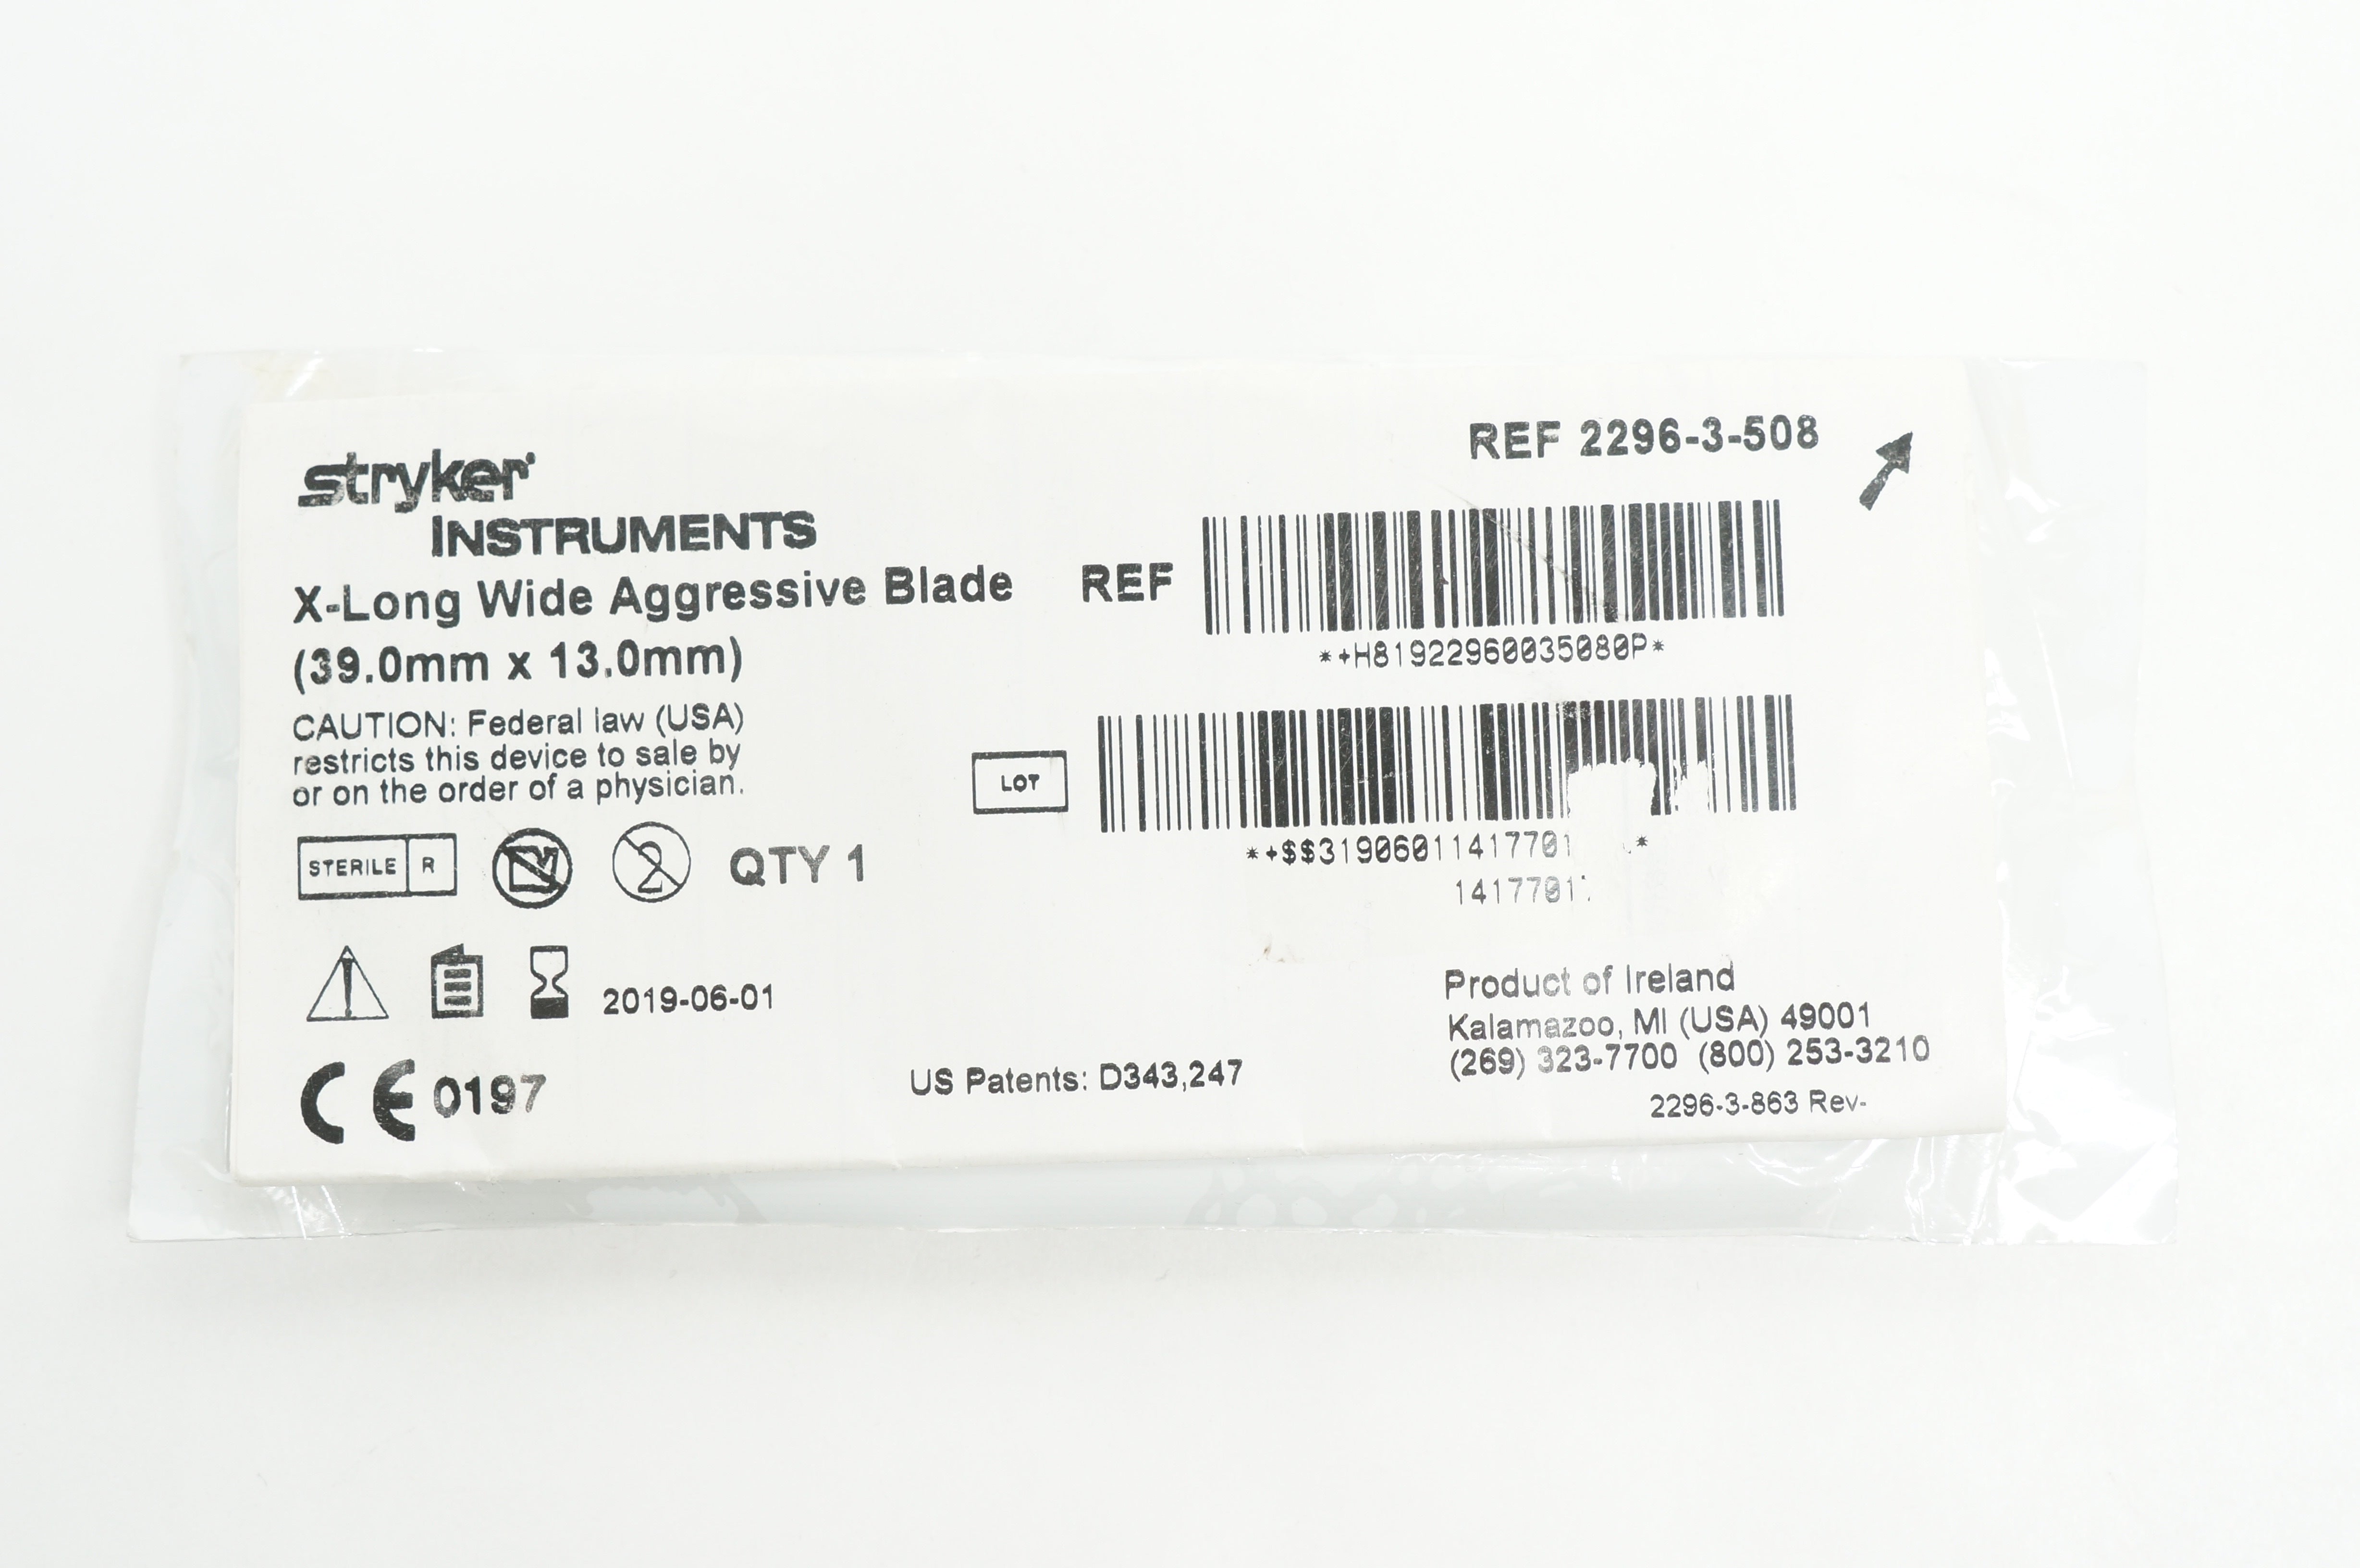 stryker
INSTRUMENTS
X-Long Wide Aggressive Blade
(39.0mm x 13.0mm)
CAUTION: Federal law (USA)
restricts this device to sale by
or on the order of a physician.
STERILE R
2
QTY 1
2019-06-01
CE 0197
US Patents: D343,247
REF 2296-3-508
REF
*+H81922960035080P*
LOT
Product of Ireland
Kalamazoo, MI (USA) 49001
(269) 323-7700 (800) 253-3210
2296-3-863 Rev-